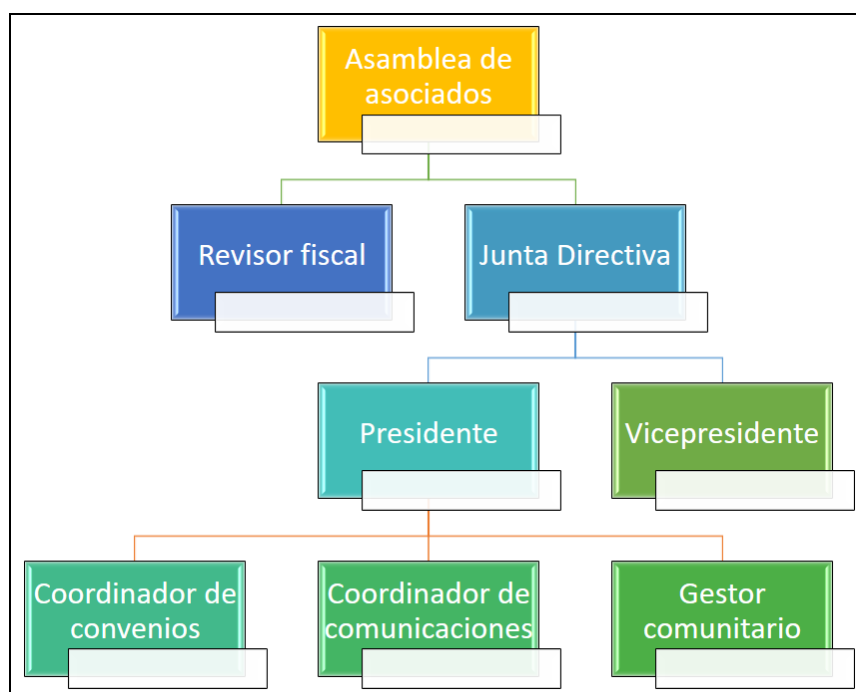 Asamblea de
asociados
Revisor fiscal
Junta Directiva
Presidente
Vicepresidente
Coordinador de
convenios
Coordinador de
comunicaciones
Gestor
comunitario